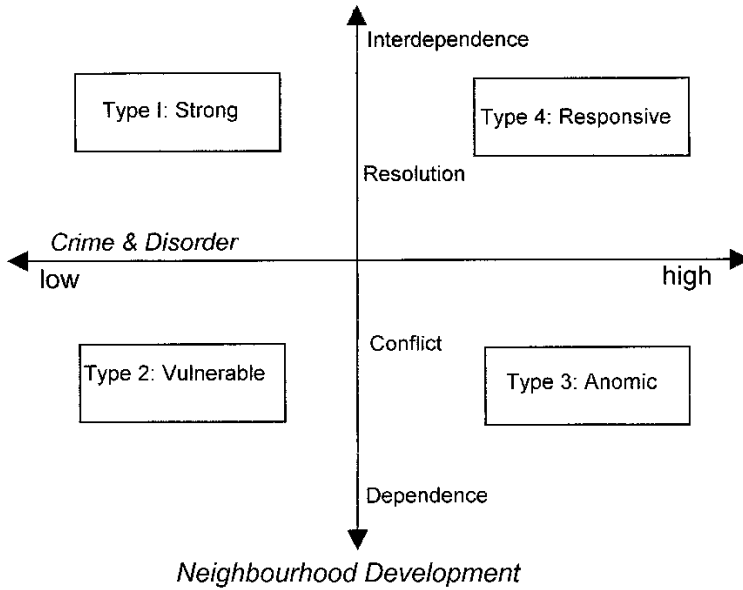 Interdependence
Type I: Strong
Type 4: Responsive
Resolution
Crime & Disorder
low
high
Conflict
Type 2: Vulnerable
Type 3: Anomic
Dependence
Neighbourhood Development